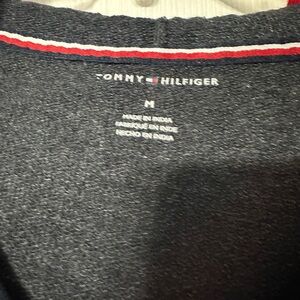 TOMMY HILFIGER
M
MADE IN INDIA
FABRIQUÉ EN INDE
HECHO EN INDIA